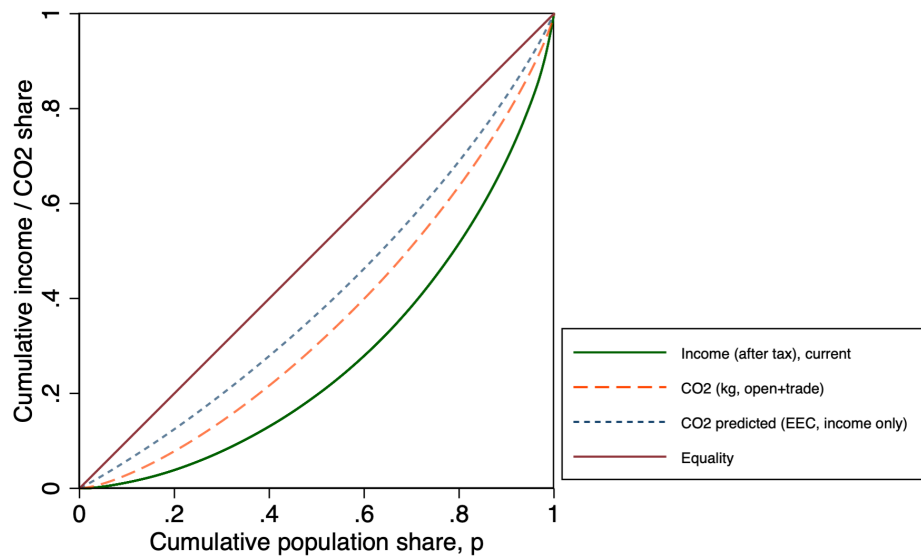 Cumulative income / CO2 share
1
.8
.6
.4
.2
0
0 .2 .4 .6 .8 1
Cumulative population share, p
Income (after tax), current
CO2 (kg, open+trade)
CO2 predicted (EEC, income only)
Equality